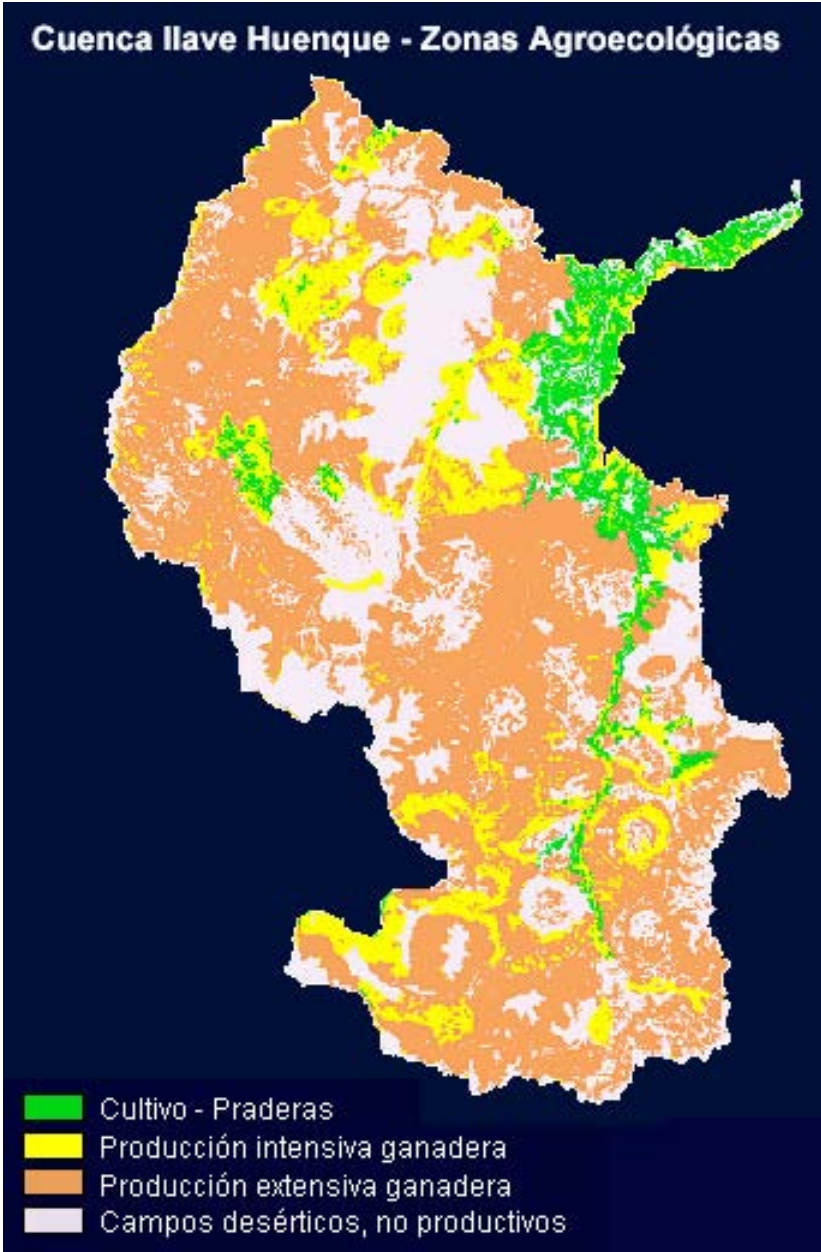 Cuenca Ilave Huenque - Zonas Agroecológicas
Cultivo - Praderas
Producción intensiva ganadera
Producción extensiva ganadera
Campos desérticos, no productivos